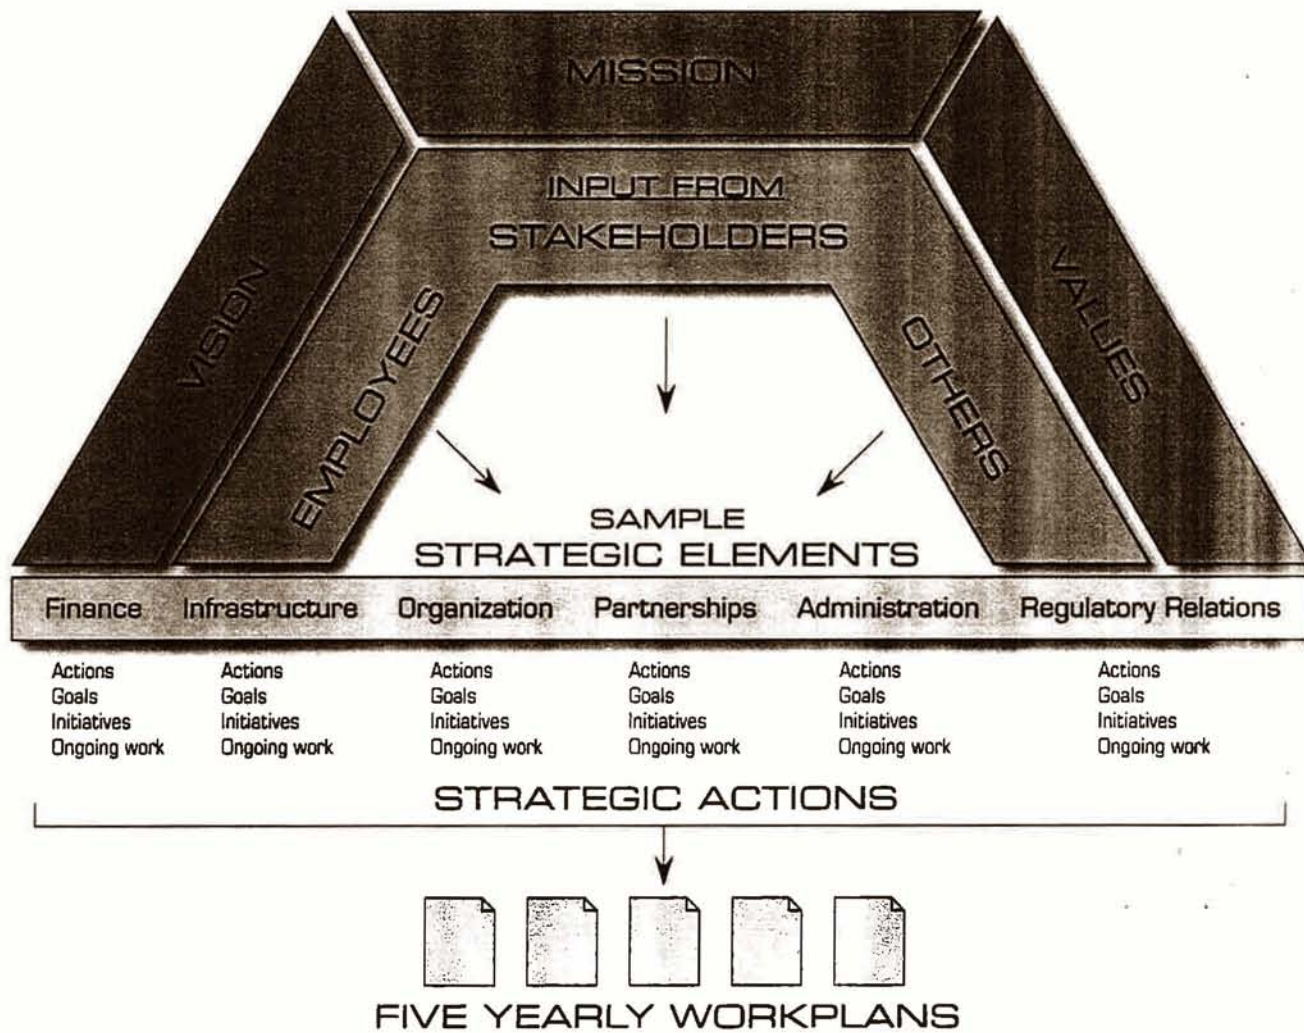 MISSION
INPUT FROM
STAKEHOLDERS
VISION
EMPLOYEES
OTHERS
VALUES
SAMPLE
STRATEGIC ELEMENTS
Finance Infrastructure Organization Partnerships Administration Regulatory Relations
Actions Actions Actions Actions Actions Actions
Goals Goals Goals Goals Goals Goals
Initiatives Initiatives Initiatives Initiatives Initiatives Initiatives
Ongoing work Ongoing work Ongoing work Ongoing work Ongoing work Ongoing work
STRATEGIC ACTIONS
FIVE YEARLY WORKPLANS